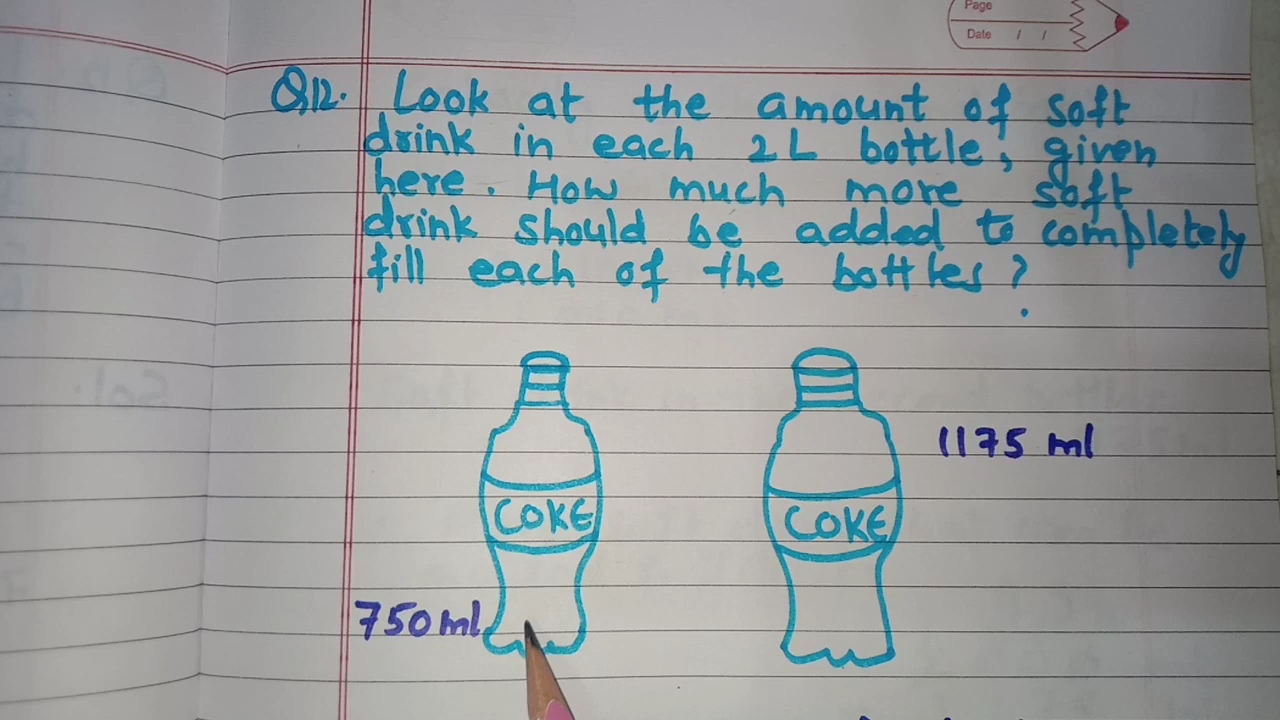 Page
Date / /
Q12. Look at the amount of soft
drink in each 2L bottle, given
here. How much more soft
drink should be added to completely
fill each of the bottles?
1175 ml
COKE
COKE
750 ml